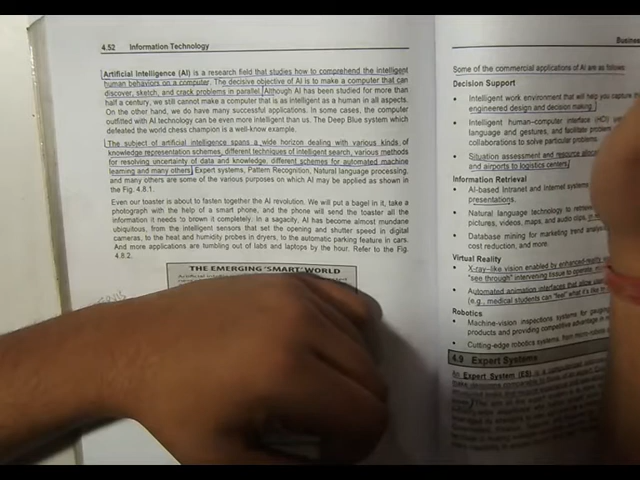 4.52 Information Technology
Artificial Intelligence (AI) is a research field that studies how to comprehend the intelligent
human behaviors on a computer. The decisive objective of AI is to make a computer that can
discover, sketch, and crack problems in parallel. Although AI has been studied for more than
half a century, we still cannot make a computer that is as intelligent as a human in all aspects.
On the other hand, we do have many successful applications. In some cases, the computer
outfitted with AI technology can be even more intelligent than us. The Deep Blue system which
defeated the world chess champion is a well-know example.
The subject of artificial intelligence spans a wide horizon dealing with various kinds of
knowledge representation schemes, different techniques of intelligent search, various methods
for resolving uncertainty of data and knowledge, different schemes for automated machine
learning and many others. Expert systems, Pattern Recognition, Natural language processing,
and many others are some of the various purposes on which AI may be applied as shown in
the Fig. 4.8.1.
Even our toaster is about to fasten together the AI revolution. We will put a bagel in it, take a
photograph with the help of a smart phone, and the phone will send the toaster all the
information it needs to brown it completely. In a sagacity, AI has become almost mundane
ubiquitous, from the intelligent sensors that set the opening and shutter speed in digital
cameras, to the heat and humidity probes in dryers, to the automatic parking feature in cars.
And more applications are tumbling out of labs and laptops by the hour. Refer to the Fig.
4.8.2.
THE EMERGING 'SMART' WORLD
Busine
Some of the commercial applications of AI are as follows
Decision Support
• Intelligent work environment that will help you capture the
engineered design and decision making.
• Intelligent human-computer interface (HCI)
language and gestures, and facilitate problem
collaborations to solve particular problems.
• Situation assessment and resource
and airports to logistics centers.
Information Retrieval
• AI-based Intranet and Internet systems
presentations.
• Natural language technology to
pictures, videos, maps, and audio clips,
• Database mining for marketing trend
cost reduction, and more.
Virtual Reality
• X-ray-like vision enabled by enhanced-reality
"see through" intervening issue to operate,
• Automated animation interfaces that allow
(e.g., medical students can "feel" what it's like
Robotics
• Machine-vision inspections systems for
products and providing competitive advantage in
• Cutting-edge robotics systems, from micro
4.9 Expert Systems
An Expert System (ES) is a